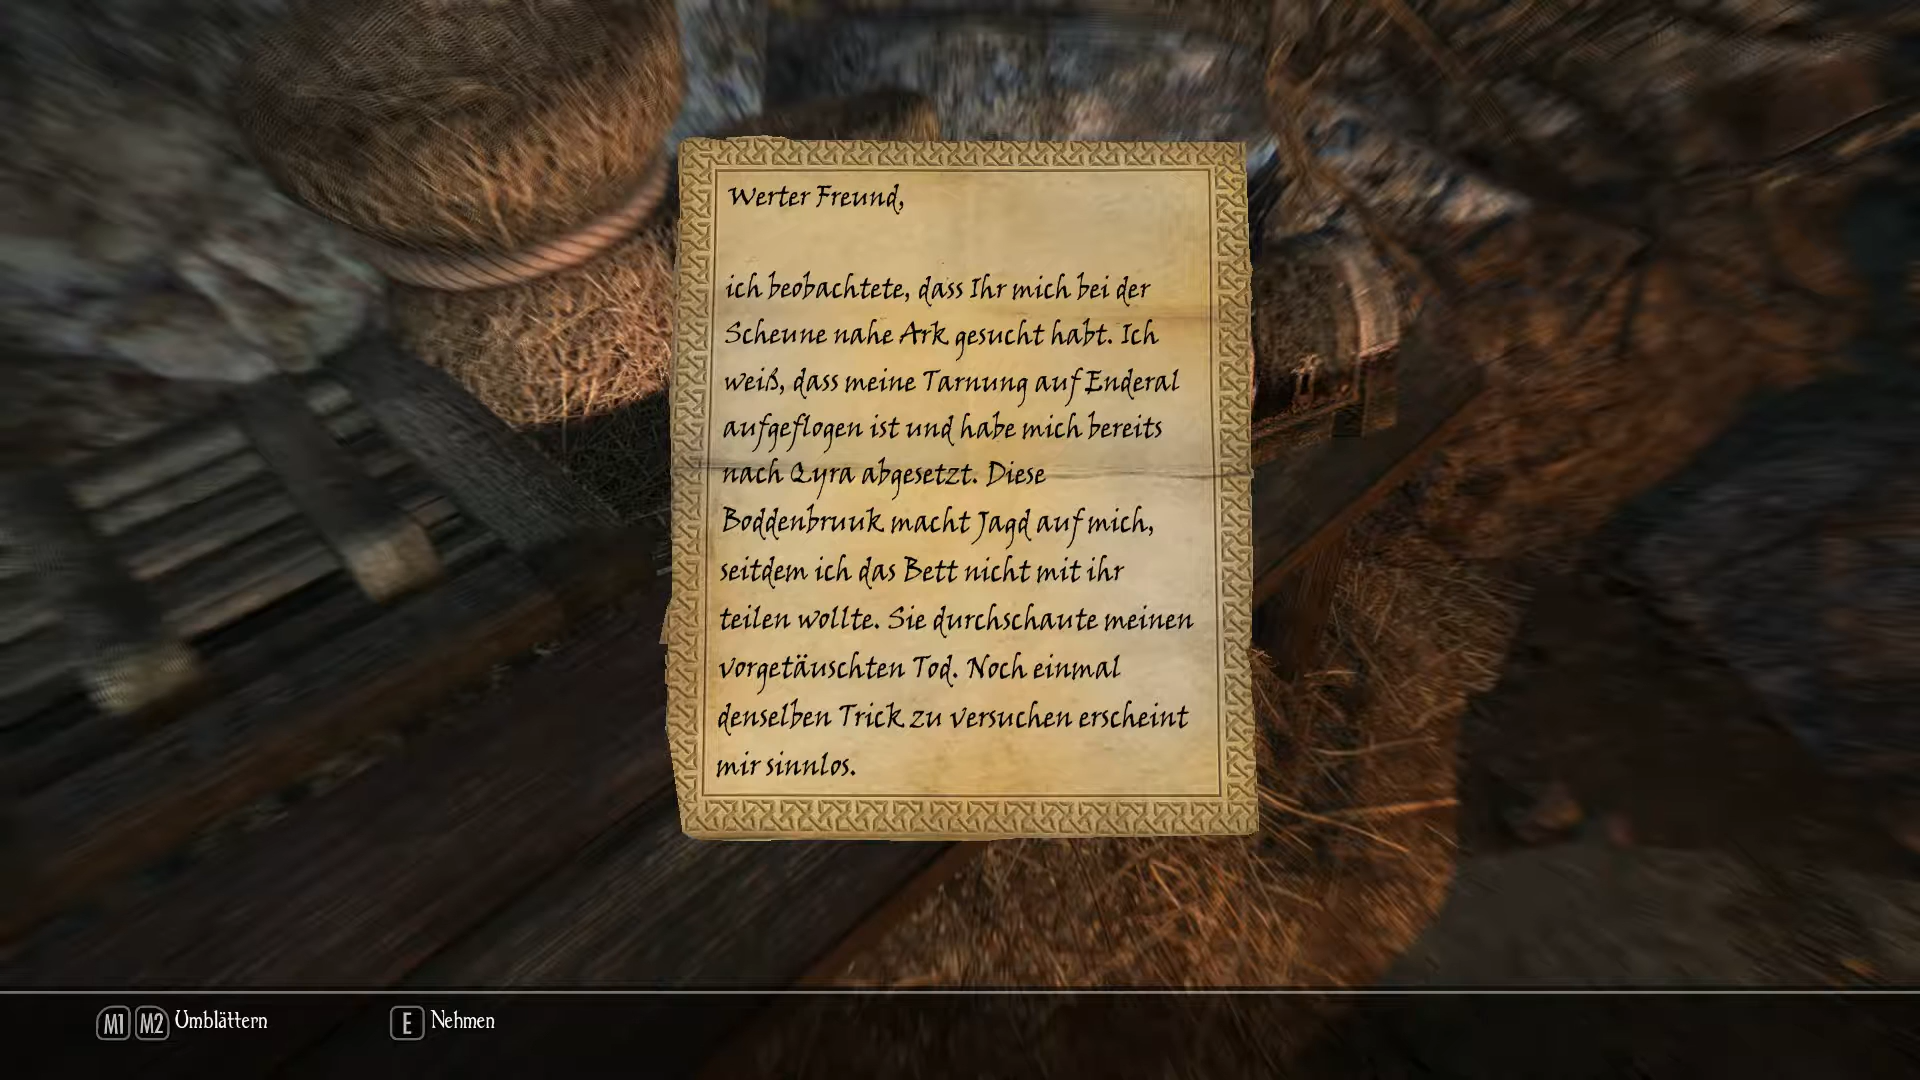 Werter Freund,
ich beobachtete, dass Ihr mich bei der
Scheune nahe Ark gesucht habt. Ich
weiß, dass meine Tarnung auf Enderal
aufgeflogen ist und habe mich bereits
nach Qyra abgesetzt. Diese
Boddenbruuk macht Jagd auf mich,
seitdem ich das Bett nicht mit ihr
teilen wollte. Sie durchschaute meinen
vorgetäuschten Tod. Noch einmal
denselben Trick zu versuchen erscheint
mir sinnlos.
M1 M2 Umblättern E Nehmen